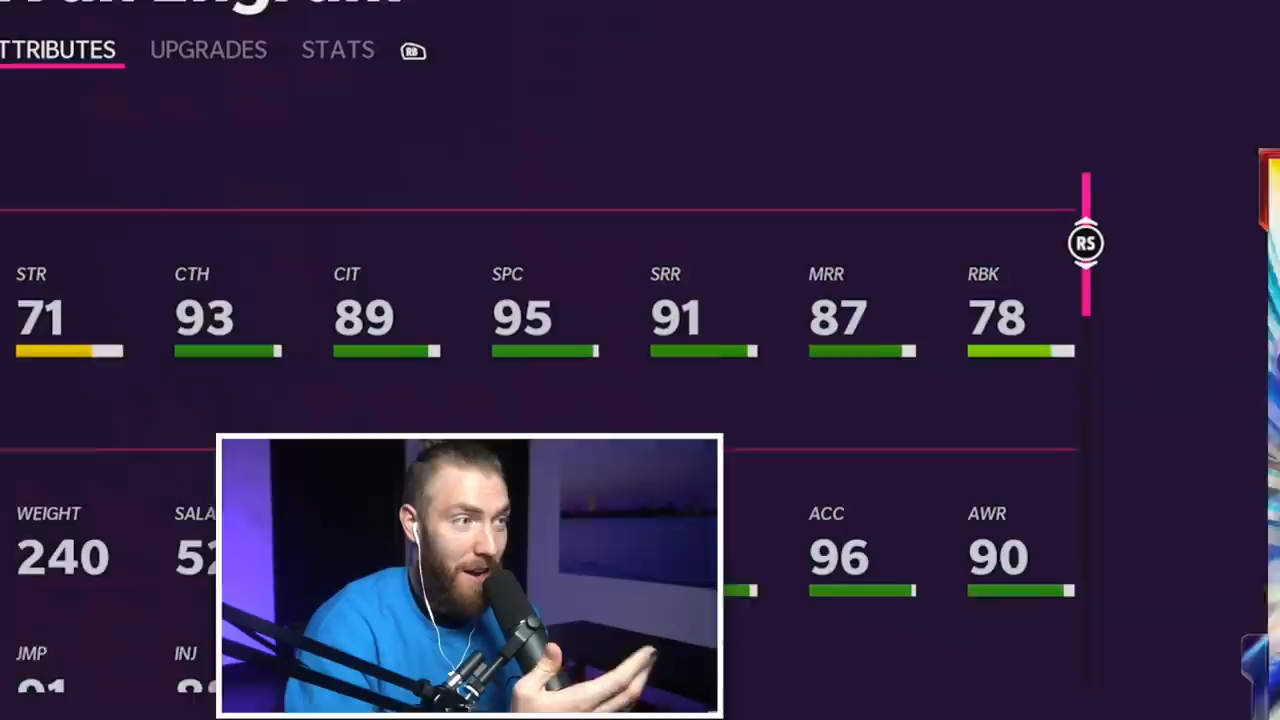 TTRIBUTES UPGRADES STATS RB
RS
STR CTH CIT SPC SRR MRR RBK
71 93 89 95 91 87 78
WEIGHT SALA ACC AWR
240 52 96 90
JMP INJ
91